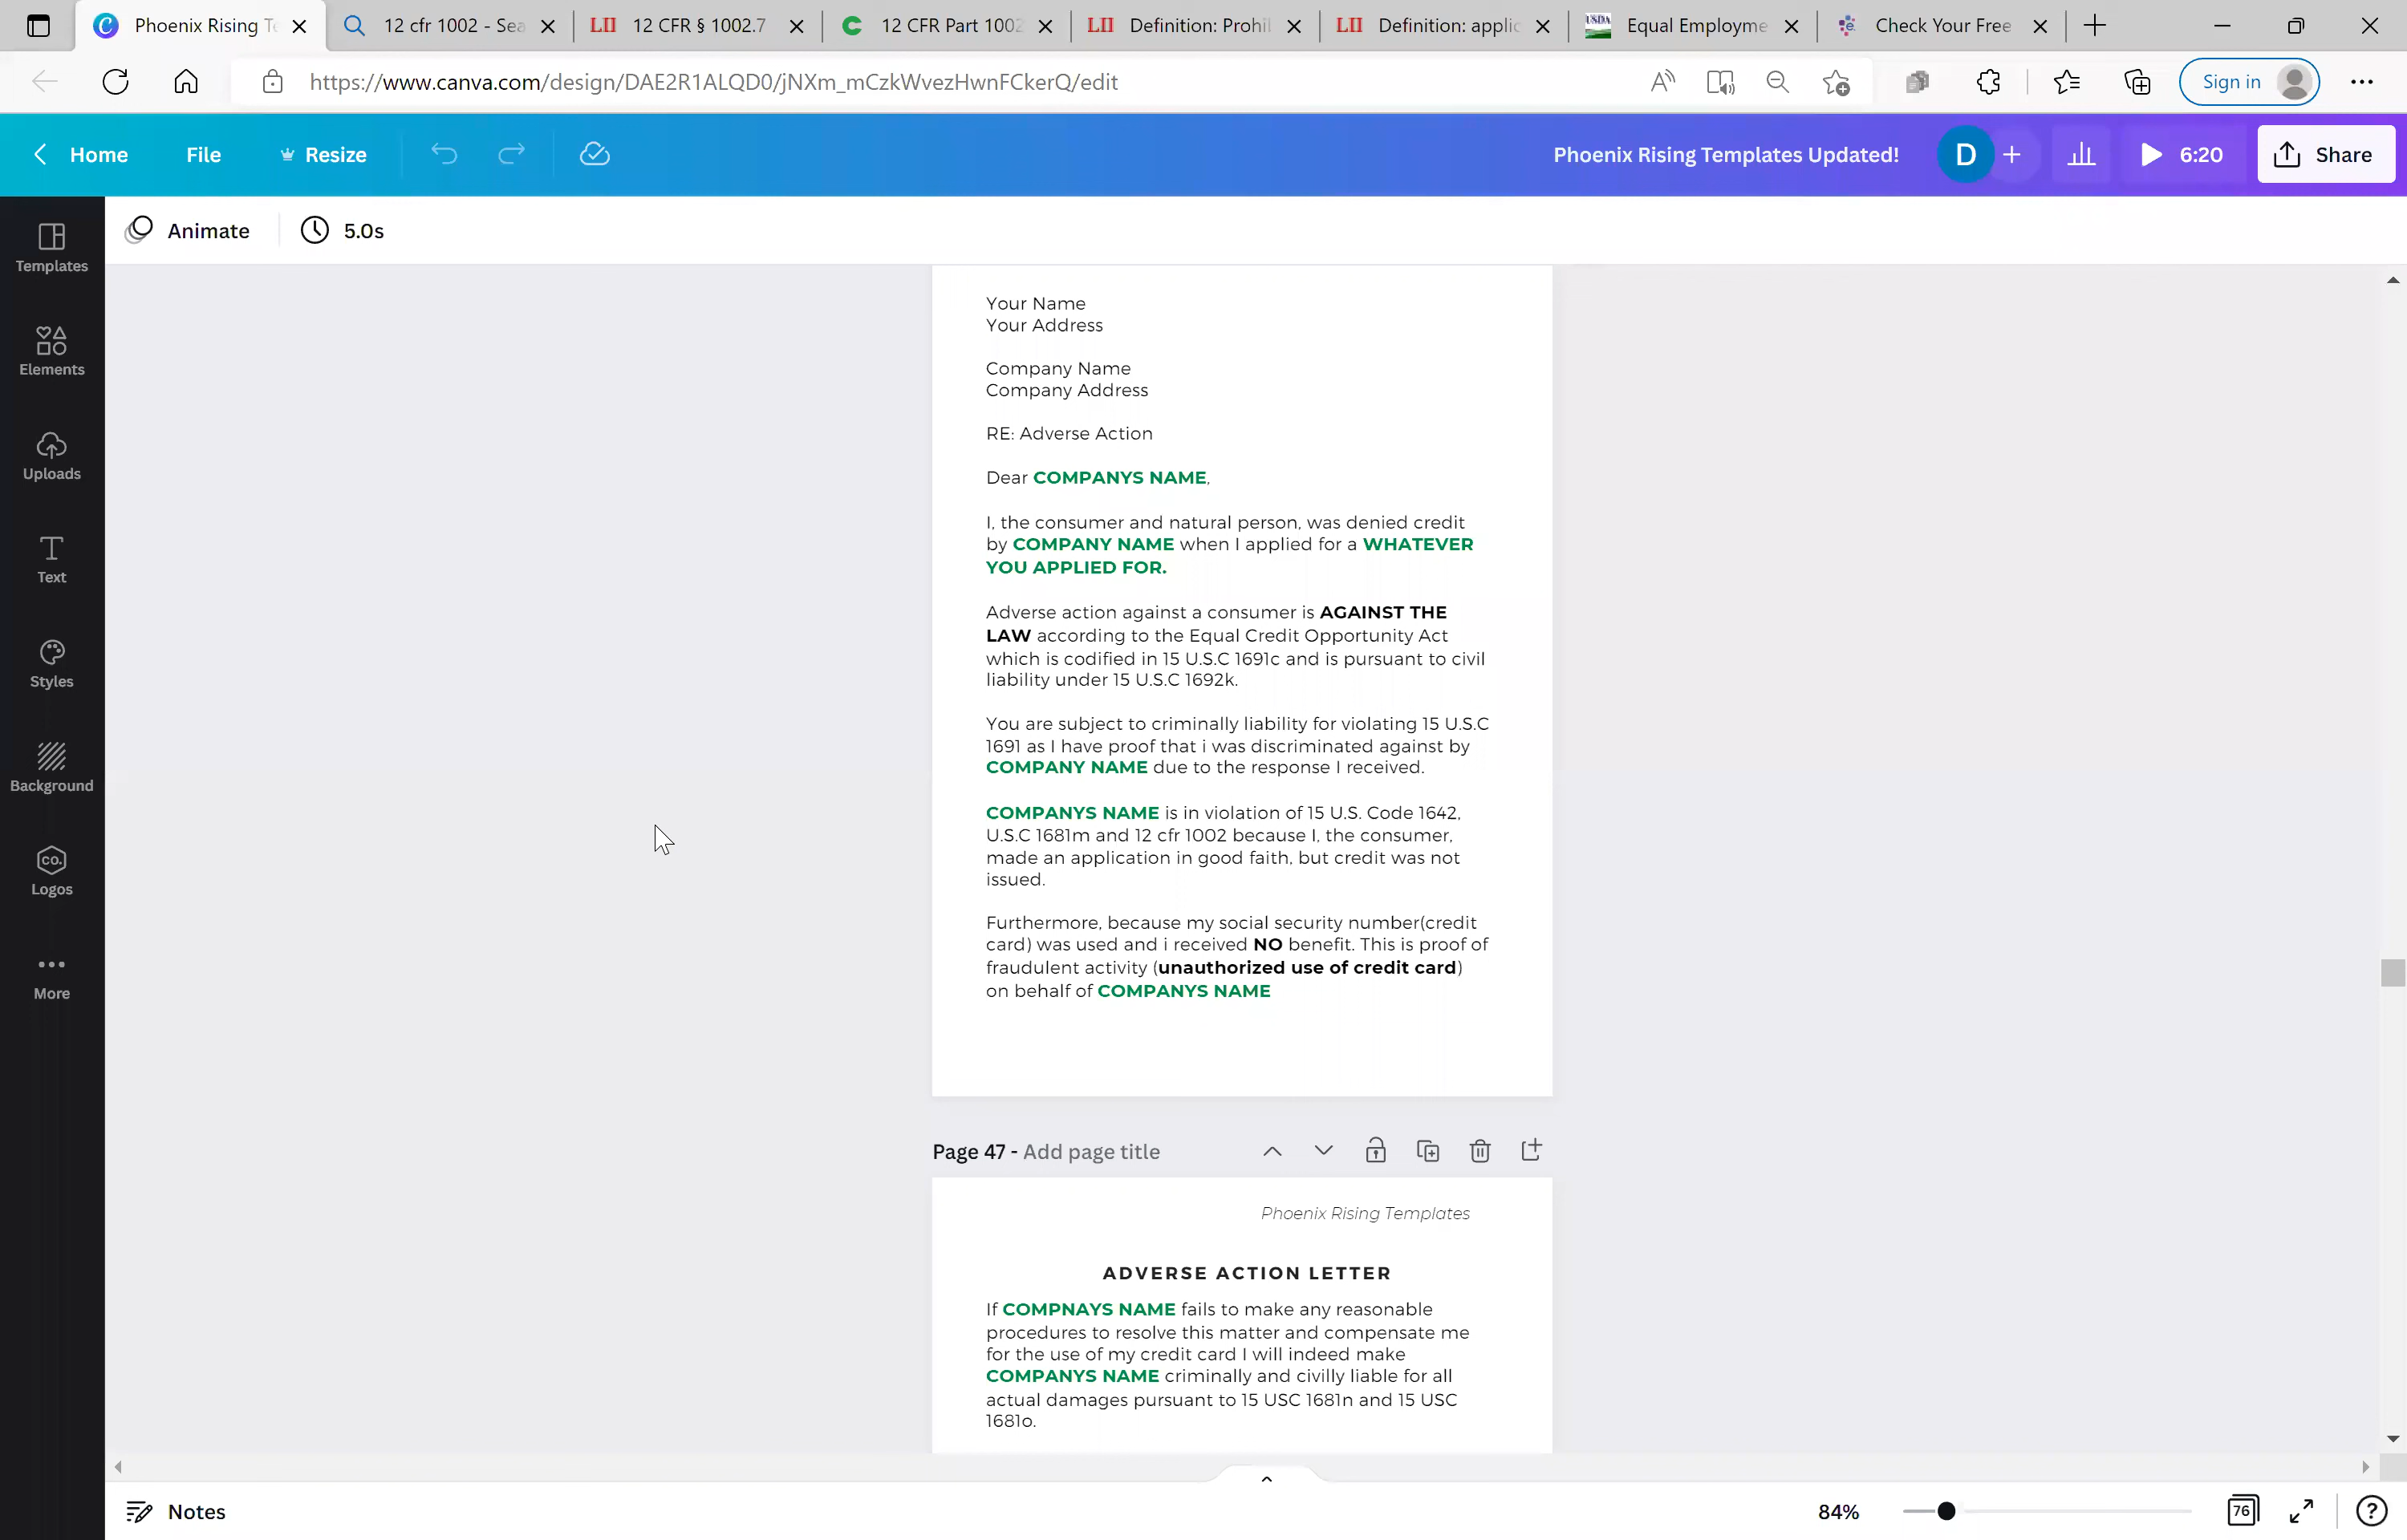 Phoenix Rising Te
12 cfr 1002 - Sea
LII 12 CFR § 1002.7
12 CFR Part 1002
LII Definition: Prohil
LII Definition: applic
USDA Equal Employme
e. Check Your Free
https://www.canva.com/design/DAE2R1ALQD0/jNXm_mCzkWvezHwnFCkerQ/edit
Sign in
Home
File
Resize
Phoenix Rising Templates Updated!
D
6:20
Share
Animate
5.0s
Templates
Elements
Uploads
Text
Styles
Background
CO.
Logos
More
Your Name
Your Address
Company Name
Company Address
RE: Adverse Action
Dear COMPANYS NAME,
I, the consumer and natural person, was denied credit
by COMPANY NAME when I applied for a WHATEVER
YOU APPLIED FOR.
Adverse action against a consumer is AGAINST THE
LAW according to the Equal Credit Opportunity Act
which is codified in 15 U.S.C 1691c and is pursuant to civil
liability under 15 U.S.C 1692k.
You are subject to criminally liability for violating 15 U.S.C
1691 as I have proof that i was discriminated against by
COMPANY NAME due to the response I received.
COMPANYS NAME is in violation of 15 U.S. Code 1642,
U.S.C 1681m and 12 cfr 1002 because I, the consumer,
made an application in good faith, but credit was not
issued.
Furthermore, because my social security number(credit
card) was used and i received NO benefit. This is proof of
fraudulent activity (unauthorized use of credit card)
on behalf of COMPANYS NAME
Page 47 - Add page title
Phoenix Rising Templates
ADVERSE ACTION LETTER
If COMPNAYS NAME fails to make any reasonable
procedures to resolve this matter and compensate me
for the use of my credit card I will indeed make
COMPANYS NAME criminally and civilly liable for all
actual damages pursuant to 15 USC 1681n and 15 USC
1681o.
Notes
84%
76